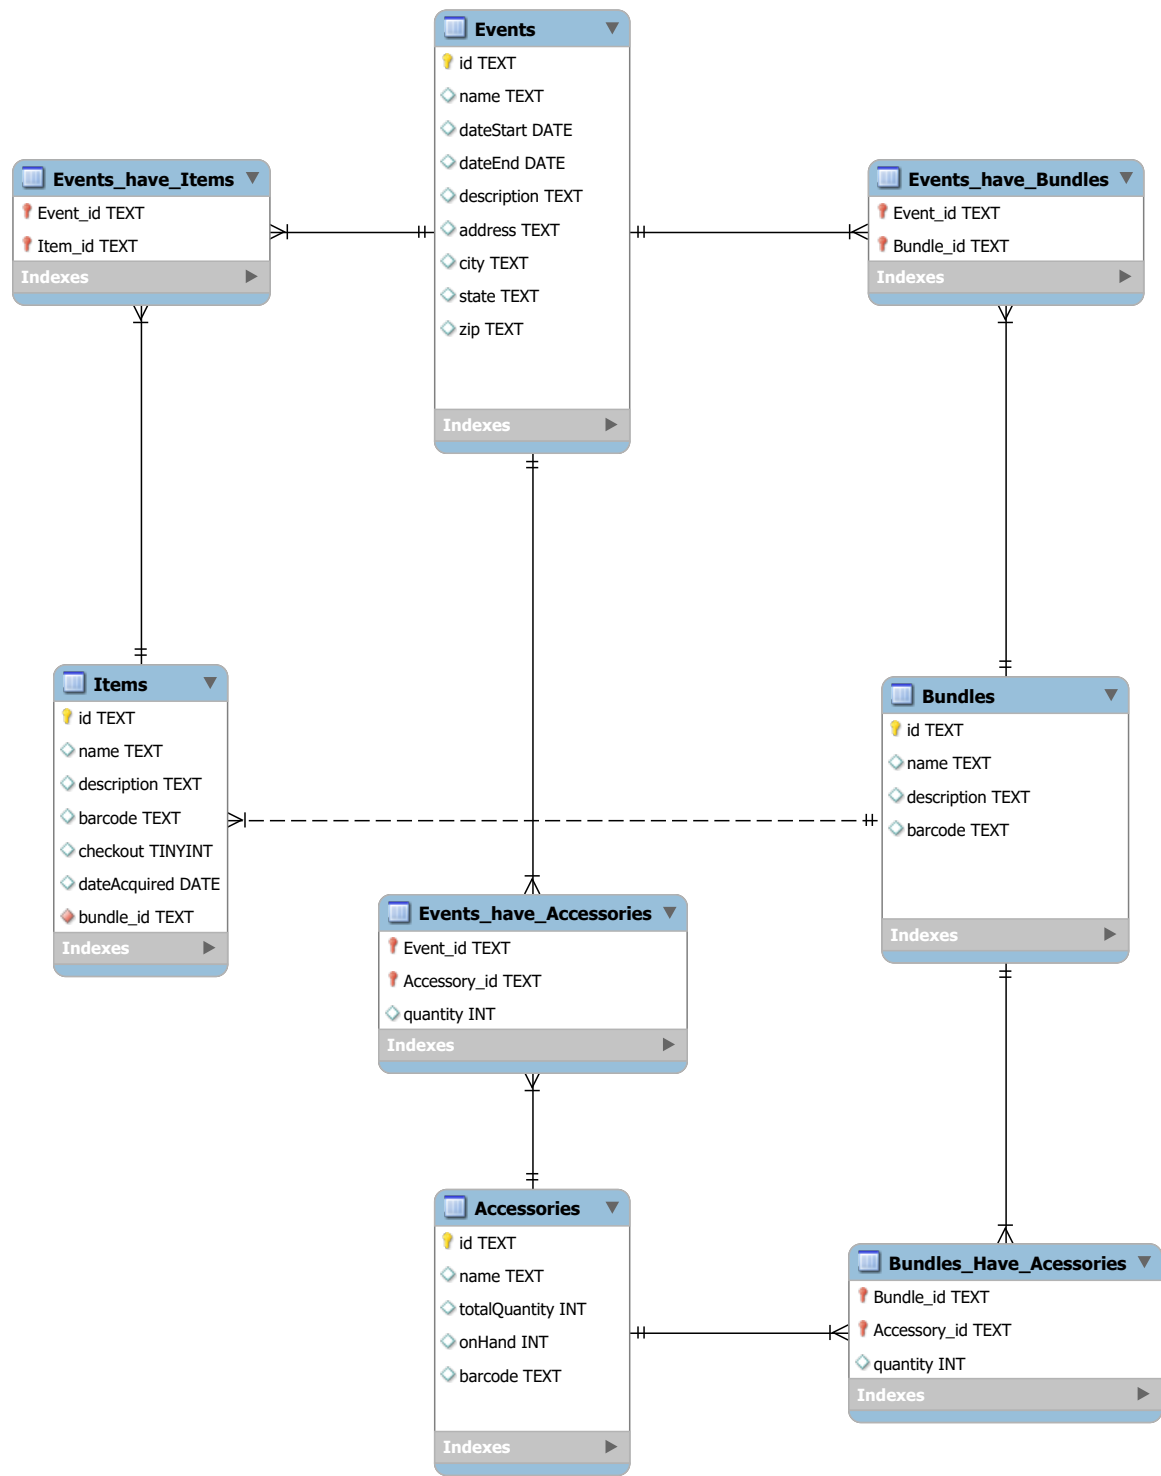 Events
id TEXT
name TEXT
dateStart DATE
dateEnd DATE
description TEXT
address TEXT
city TEXT
state TEXT
zip TEXT
Indexes
Events_have_Items
Event_id TEXT
Item_id TEXT
Indexes
Events_have_Bundles
Event_id TEXT
Bundle_id TEXT
Indexes
Items
id TEXT
name TEXT
description TEXT
barcode TEXT
checkout TINYINT
dateAcquired DATE
bundle_id TEXT
Indexes
Bundles
id TEXT
name TEXT
description TEXT
barcode TEXT
Indexes
Events_have_Accessories
Event_id TEXT
Accessory_id TEXT
quantity INT
Indexes
Accessories
id TEXT
name TEXT
totalQuantity INT
onHand INT
barcode TEXT
Indexes
Bundles_Have_Acessories
Bundle_id TEXT
Accessory_id TEXT
quantity INT
Indexes